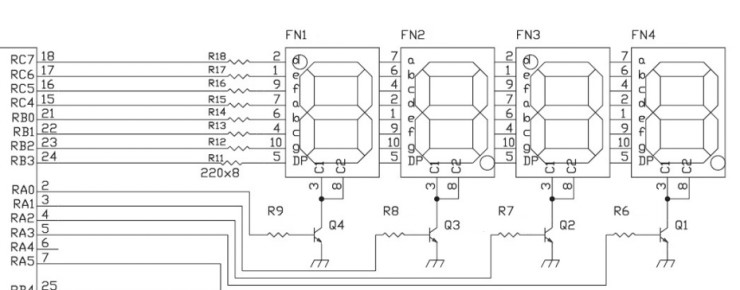 FN1 FN2 FN3 FN4
RC7 18 R18 2 d 7 a 2 d 7 a
RC6 17 R17 1 e 6 b 1 e 6 b
RC5 16 R16 9 f 4 c 9 f 4 c
RC4 15 R15 7 a 2 d 7 a 2 d
RB0 21 R14 6 b 1 e 6 b 1 e
RB1 22 R13 4 c 9 f 4 c 9 f
RB2 23 R12 10 g 10 g 10 g 10 g
RB3 24 R11 5 DP 5 DP 5 DP 5 DP
C1 C2 C1 C2 C1 C2 C1 C2
220x8
3 8 3 8 3 8 3 8
RA0 2
RA1 3
RA2 4
RA3 5
RA4 6
RA5 7
R9 Q4 R8 Q3 R7 Q2 R6 Q1
RB4 25